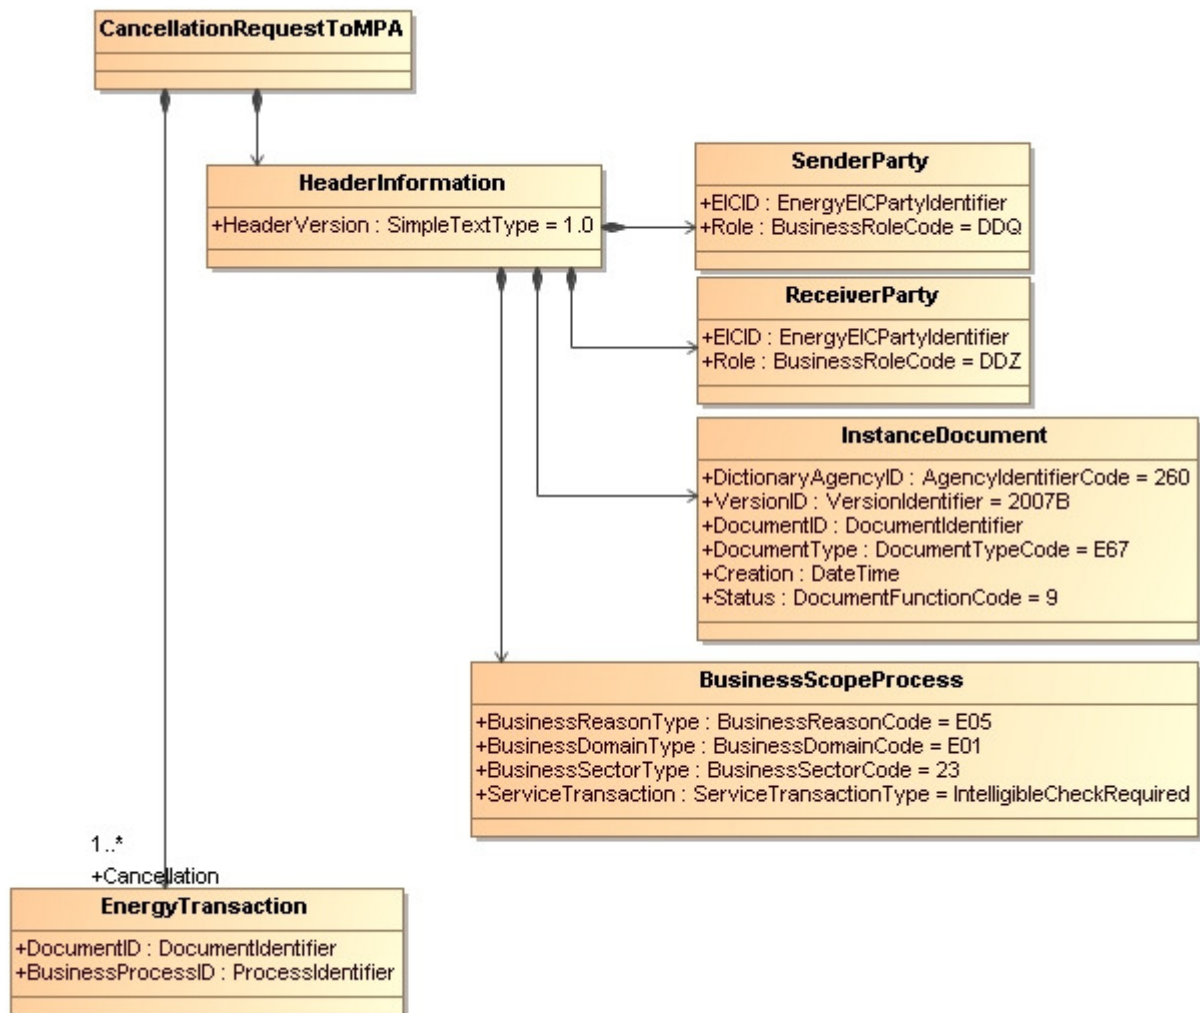 CancellationRequestToMPA
HeaderInformation
+HeaderVersion : SimpleTextType = 1.0
SenderParty
+EICID : EnergyEICPartyIdentifier
+Role : BusinessRoleCode = DDQ
ReceiverParty
+EICID : EnergyEICPartyIdentifier
+Role : BusinessRoleCode = DDZ
InstanceDocument
+DictionaryAgencyID : AgencyIdentifierCode = 260
+VersionID : VersionIdentifier = 2007B
+DocumentID : DocumentIdentifier
+DocumentType : DocumentTypeCode = E67
+Creation : DateTime
+Status : DocumentFunctionCode = 9
BusinessScopeProcess
+BusinessReasonType : BusinessReasonCode = E05
+BusinessDomainType : BusinessDomainCode = E01
+BusinessSectorType : BusinessSectorCode = 23
+ServiceTransaction : ServiceTransactionType = IntelligibleCheckRequired
1..*
+Cancellation
EnergyTransaction
+DocumentID : DocumentIdentifier
+BusinessProcessID : ProcessIdentifier